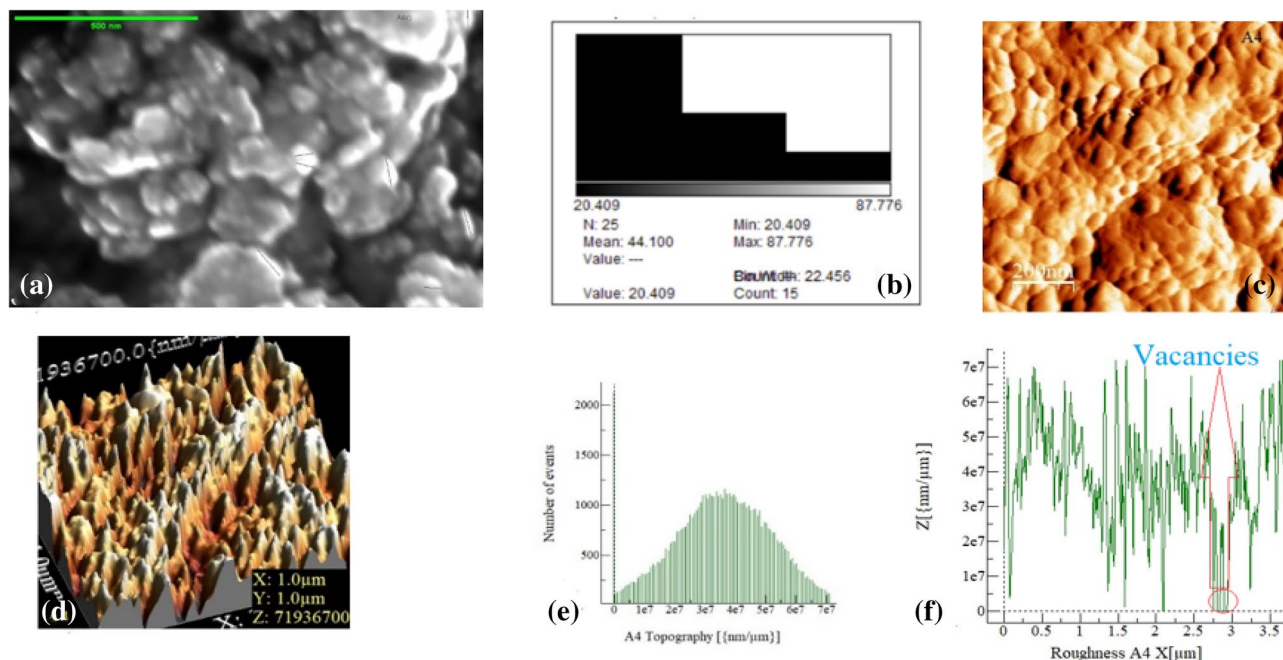 500 nm
(a)
20.409 87.776
N: 25 Min: 20.409
Mean: 44.100 Max: 87.776
Value: ---
22.456
Value: 20.409 Count: 15
(b)
A4
200nm
(c)
1936700.0{nm/µm}
X: 1.0µm
Y: 1.0µm
Z: 71936700
(d)
Number of events
2000
1500
1000
500
0 1e7 2e7 3e7 4e7 5e7 6e7 7e7
A4 Topography [{nm/µm}]
(e)
Vacancies
Z[{nm/µm}]
7e7
6e7
5e7
4e7
3e7
2e7
1e7
0
0 0.5 1 1.5 2 2.5 3 3.5
Roughness A4 X[µm]
(f)